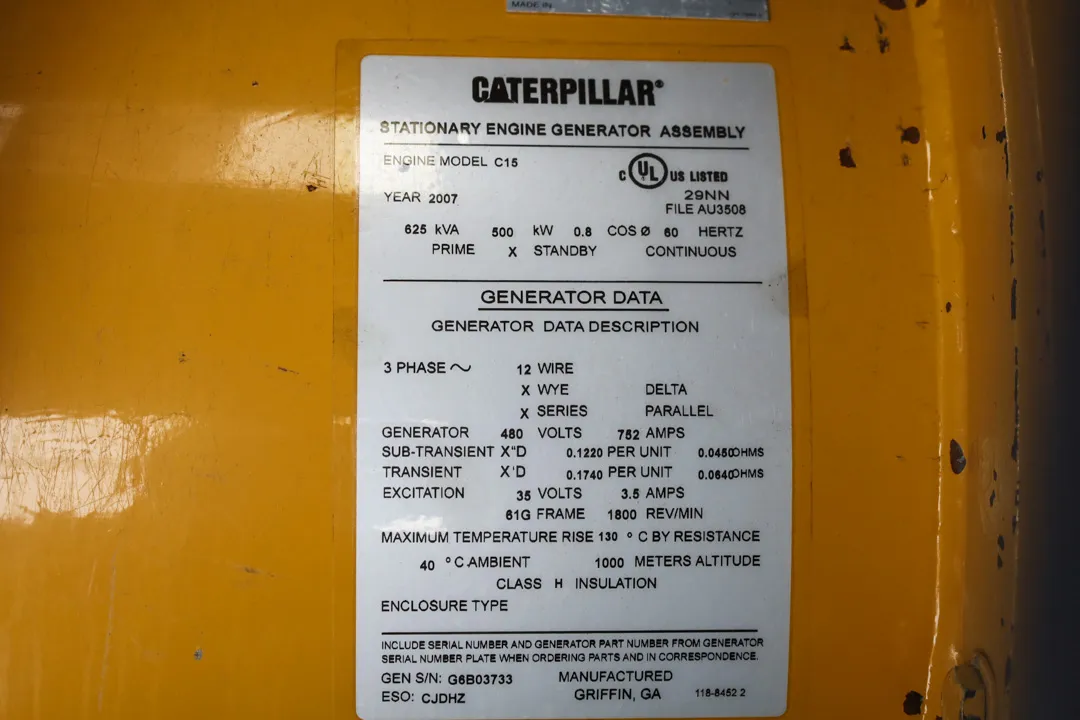 MADE IN
CATERPILLAR®
STATIONARY ENGINE GENERATOR ASSEMBLY
ENGINE MODEL C15
C UL US LISTED
YEAR 2007
29NN
FILE AU3508
625 kVA 500 kW 0.8 COS Ø 60 HERTZ
PRIME X STANDBY CONTINUOUS
GENERATOR DATA
GENERATOR DATA DESCRIPTION
3 PHASE ~ 12 WIRE
X WYE DELTA
X SERIES PARALLEL
GENERATOR 480 VOLTS 752 AMPS
SUB-TRANSIENT X"D 0.1220 PER UNIT 0.0450 OHMS
TRANSIENT X'D 0.1740 PER UNIT 0.0640 OHMS
EXCITATION 35 VOLTS 3.5 AMPS
61G FRAME 1800 REV/MIN
MAXIMUM TEMPERATURE RISE 130 ° C BY RESISTANCE
40 °C AMBIENT 1000 METERS ALTITUDE
CLASS H INSULATION
ENCLOSURE TYPE
INCLUDE SERIAL NUMBER AND GENERATOR PART NUMBER FROM GENERATOR
SERIAL NUMBER PLATE WHEN ORDERING PARTS AND IN CORRESPONDENCE.
GEN S/N: G6B03733 MANUFACTURED
ESO: CJDHZ GRIFFIN, GA 118-8452 2